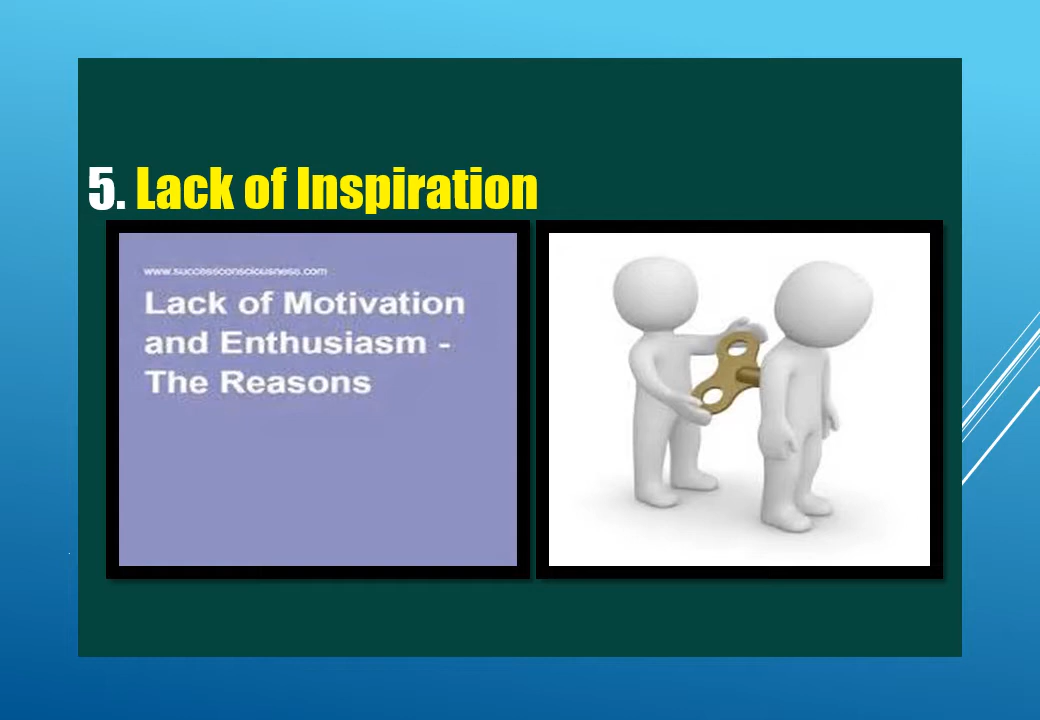 5. Lack of Inspiration
www.successconsciousness.com
Lack of Motivation
and Enthusiasm -
The Reasons